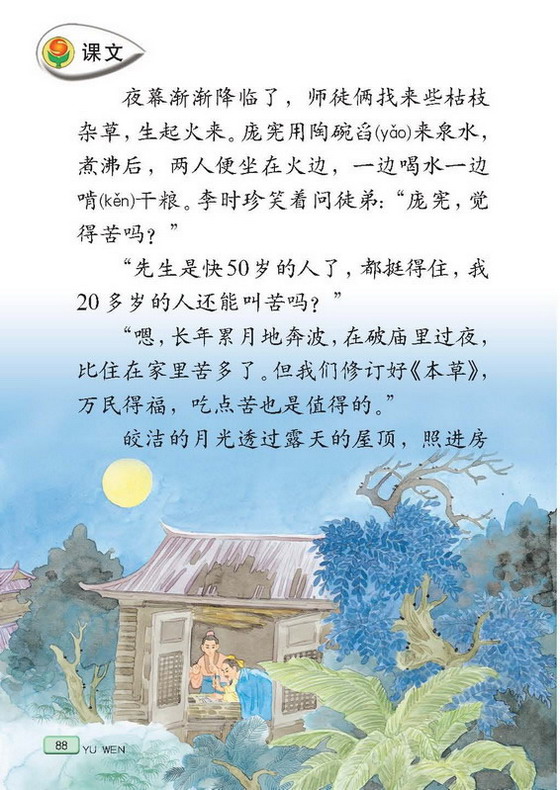 课文
夜幕渐渐降临了，师徒俩找来些枯枝
杂草，生起火来。庞宪用陶碗舀(yǎo)来泉水，
煮沸后，两人便坐在火边，一边喝水一边
啃(kěn)干粮。李时珍笑着问徒弟：“庞宪，觉
得苦吗？”
“先生是快50岁的人了，都挺得住，我
20多岁的人还能叫苦吗？”
“嗯，长年累月地奔波，在破庙里过夜，
比住在家里苦多了。但我们修订好《本草》，
万民得福，吃点苦也是值得的。”
皎洁的月光透过露天的屋顶，照进房
88 YU WEN